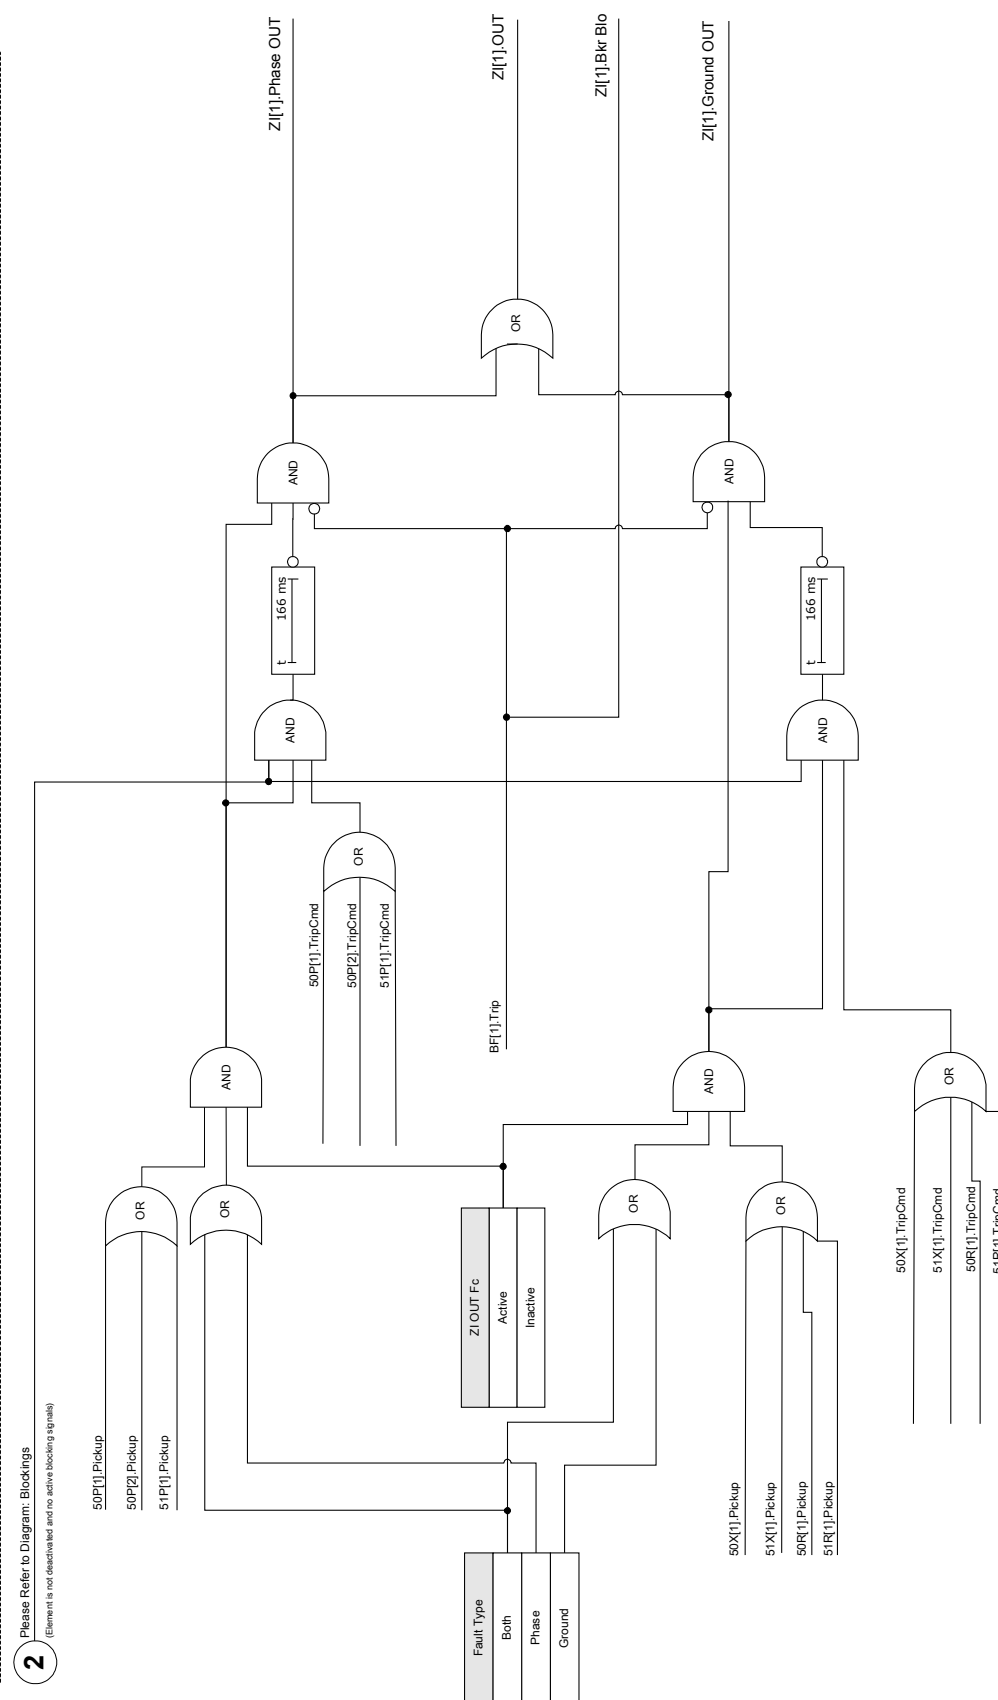 2
Please Refer to Diagram: Blockings
(Element is not deactivated and no active blocking signals)
50P[1].Pickup
50P[2].Pickup
51P[1].Pickup
OR
OR
AND
50P[1].TripCmd
50P[2].TripCmd
51P[1].TripCmd
OR
AND
t
166 ms
AND
ZI[1].Phase OUT
Fault Type
Both
Phase
Ground
ZI OUT Fc
Active
Inactive
BF[1].Trip
OR
ZI[1].OUT
ZI[1].Bkr Blo
OR
50X[1].Pickup
51X[1].Pickup
50R[1].Pickup
51R[1].Pickup
OR
AND
50X[1].TripCmd
51X[1].TripCmd
50R[1].TripCmd
51R[1].TripCmd
OR
AND
t
166 ms
AND
ZI[1].Ground OUT